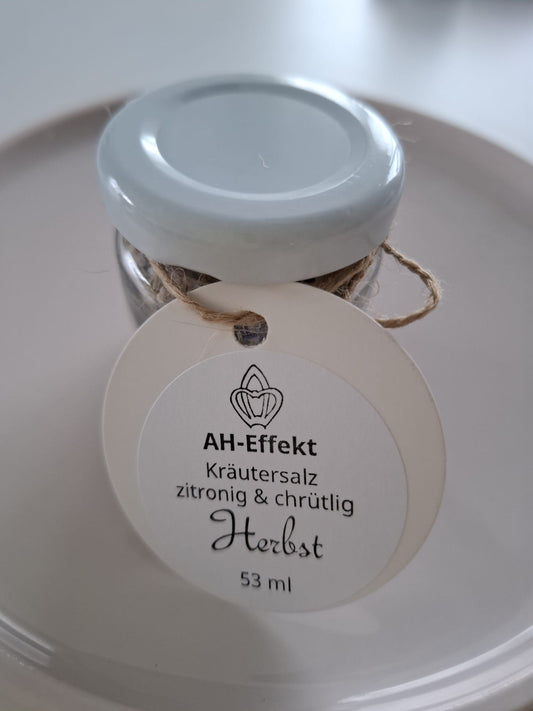 AH-Effekt
Kräutersalz
zitronig & chrütlig
Herbst
53 ml